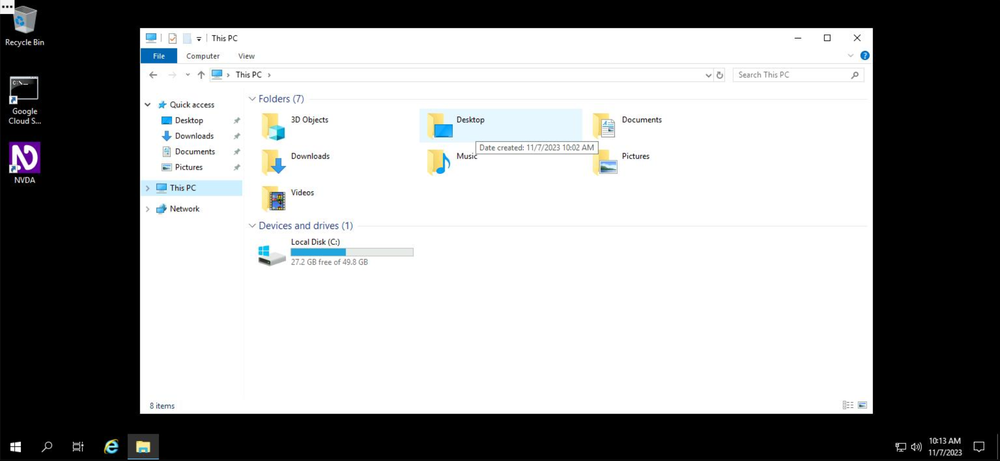 Recycle Bin
C:\._
Google
Cloud S...
NVDA
This PC
File
Computer
View
?
This PC
Search This PC
Quick access
Desktop
Downloads
Documents
Pictures
This PC
Network
Folders (7)
3D Objects
Desktop
Documents
Date created: 11/7/2023 10:02 AM
Downloads
Music
Pictures
Videos
Devices and drives (1)
Local Disk (C:)
27.2 GB free of 49.8 GB
8 items
10:13 AM
11/7/2023